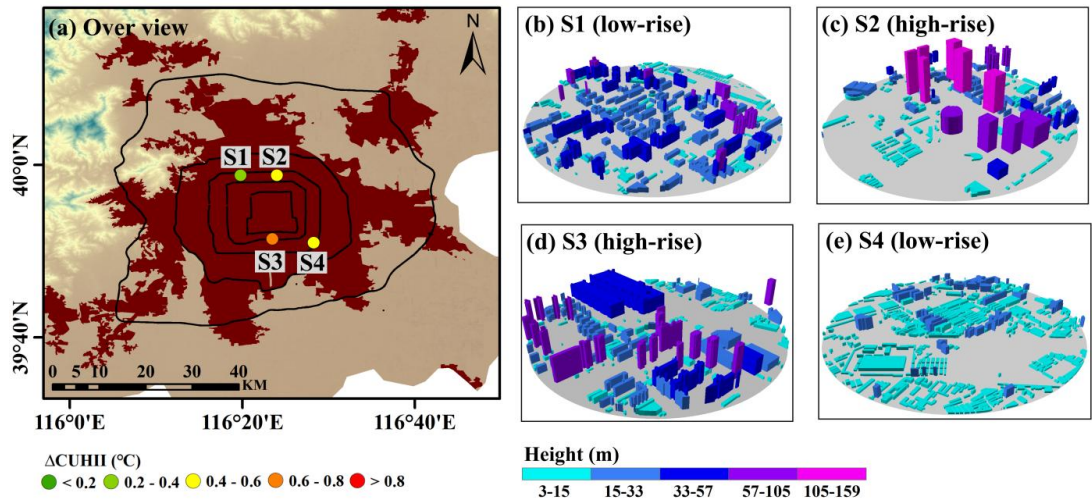 (a) Over view
N
S1
S2
S3
S4
40°0'N
39°40'N
0 5 10 20 30 40
KM
116°0'E
116°20'E
116°40'E
ΔCUHII (°C)
< 0.2
0.2 - 0.4
0.4 - 0.6
0.6 - 0.8
> 0.8
(b) S1 (low-rise)
(c) S2 (high-rise)
(d) S3 (high-rise)
(e) S4 (low-rise)
Height (m)
3-15
15-33
33-57
57-105
105-159